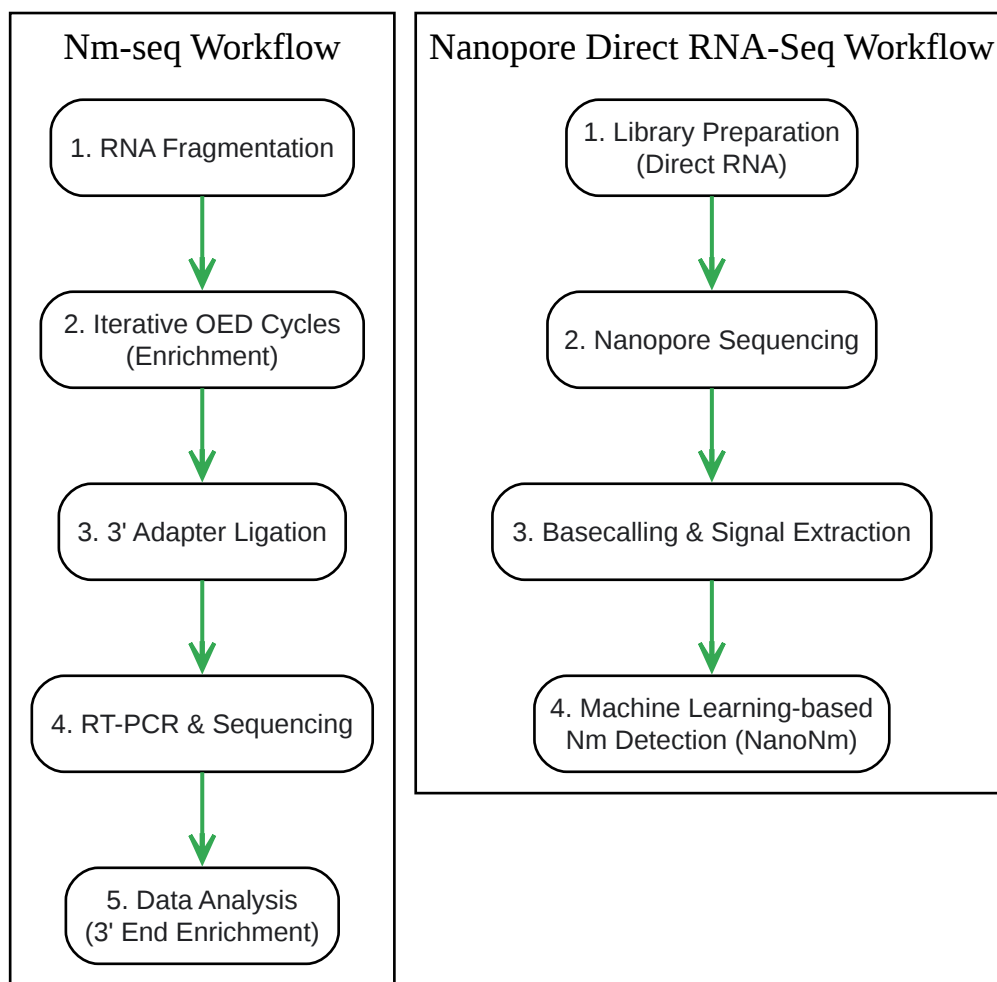 Nm-seq Workflow
1. RNA Fragmentation
2. Iterative OED Cycles
(Enrichment)
3. 3' Adapter Ligation
4. RT-PCR & Sequencing
5. Data Analysis
(3' End Enrichment)
Nanopore Direct RNA-Seq Workflow
1. Library Preparation
(Direct RNA)
2. Nanopore Sequencing
3. Basecalling & Signal Extraction
4. Machine Learning-based
Nm Detection (NanoNm)